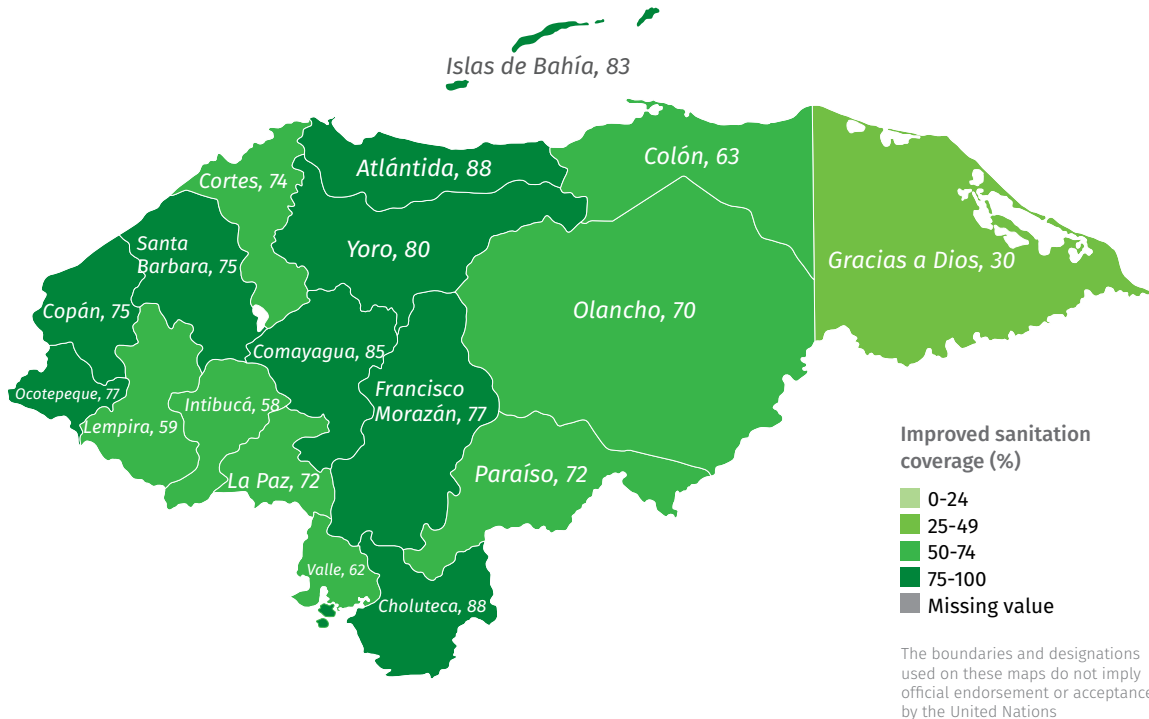 Islas de Bahía, 83
Atlántida, 88
Colón, 63
Cortes, 74
Yoro, 80
Santa
Barbara, 75
Gracias a Dios, 30
Copán, 75
Olancho, 70
Comayagua, 85
Ocotepeque, 77
Francisco
Morazán, 77
Intibucá, 58
Lempira, 59
La Paz, 72
Paraíso, 72
Valle, 62
Choluteca, 88
Improved sanitation
coverage (%)
0-24
25-49
50-74
75-100
Missing value
The boundaries and designations
used on these maps do not imply
official endorsement or acceptance
by the United Nations